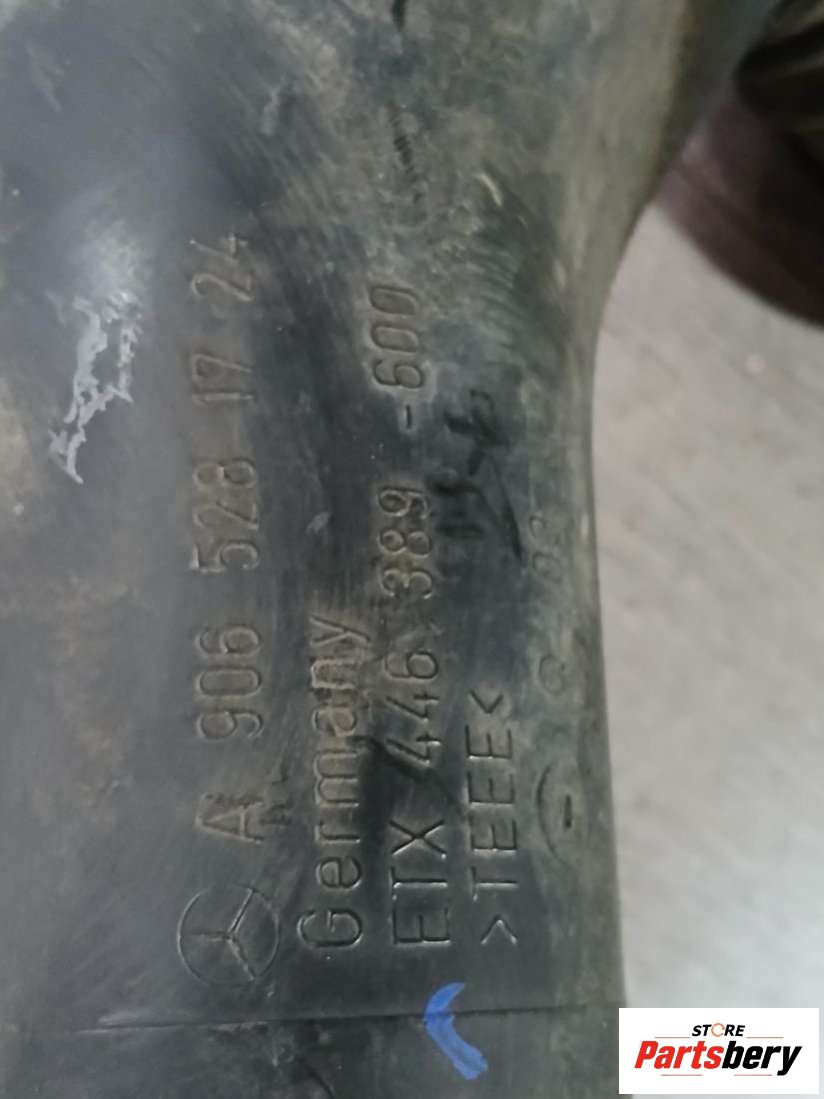 A 906 528 17 24
Germany
ETX 446 389 -600
>TEEE<
STORE
Partsbery